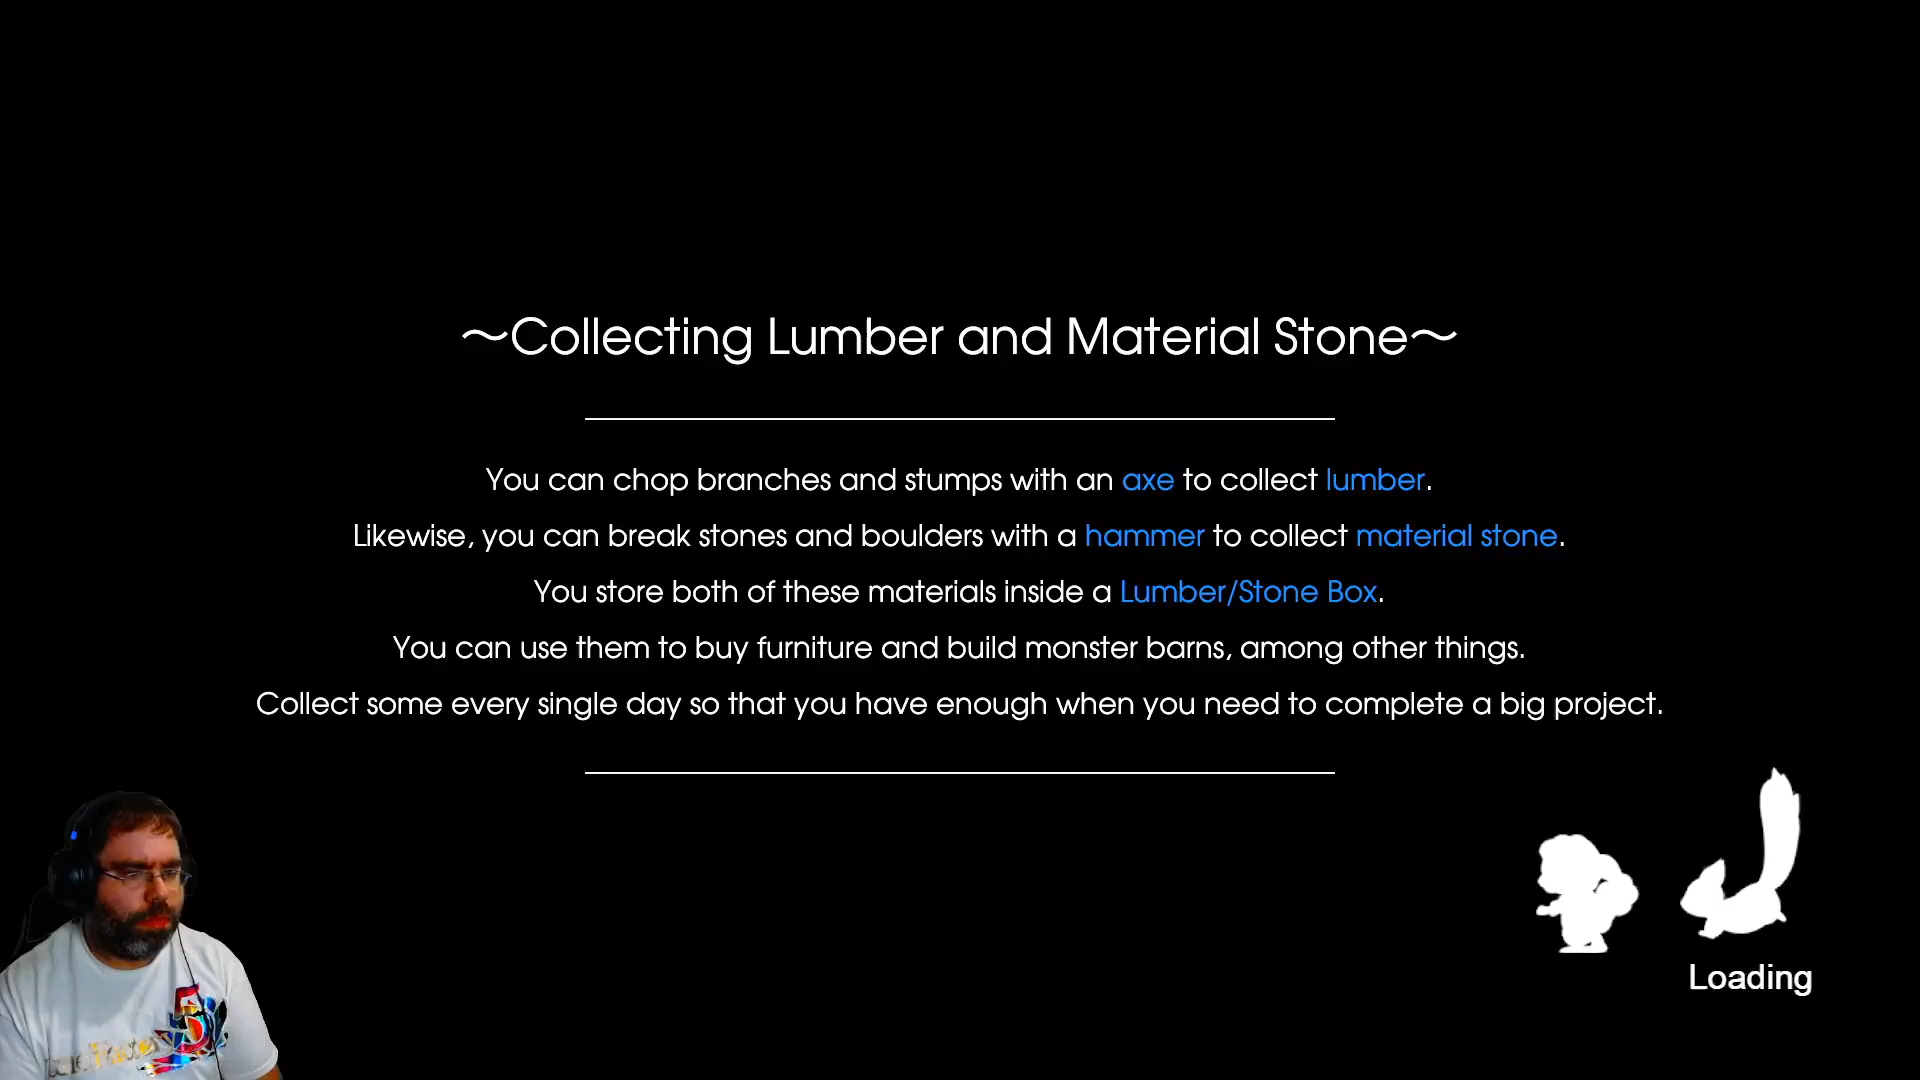 ～Collecting Lumber and Material Stone～
You can chop branches and stumps with an axe to collect lumber.
Likewise, you can break stones and boulders with a hammer to collect material stone.
You store both of these materials inside a Lumber/Stone Box.
You can use them to buy furniture and build monster barns, among other things.
Collect some every single day so that you have enough when you need to complete a big project.
Loading
5